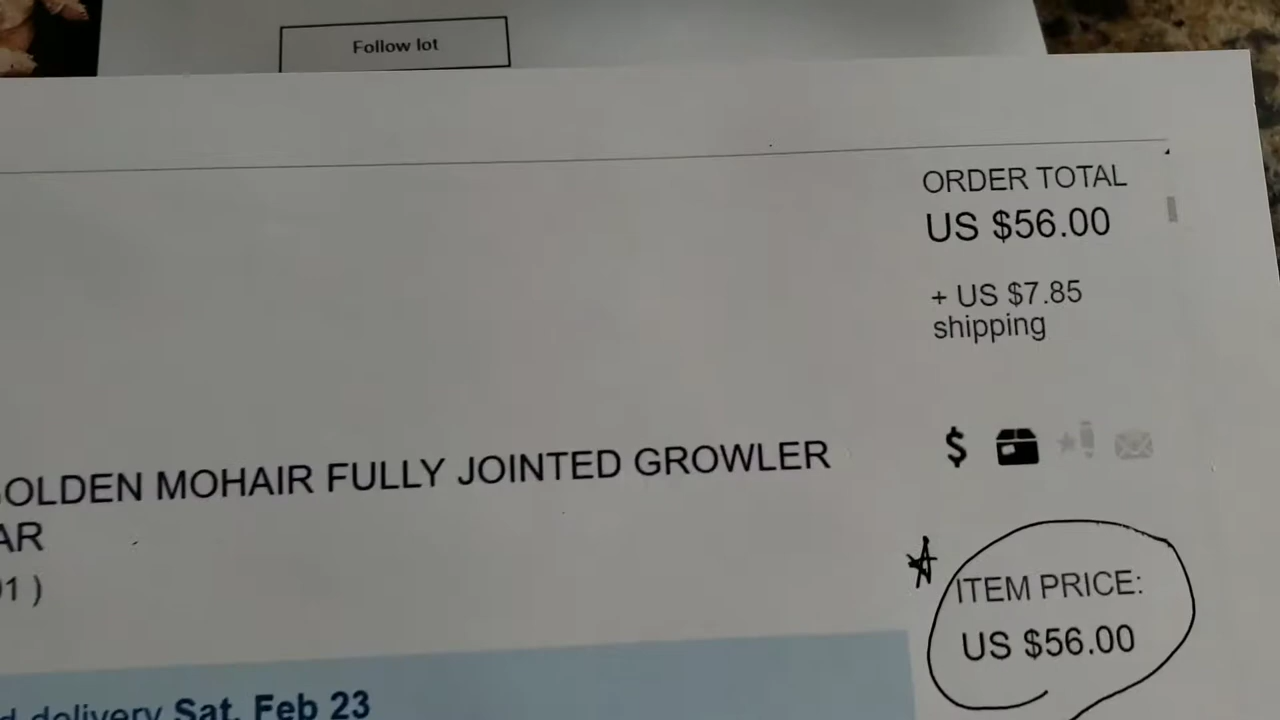 Follow lot
ORDER TOTAL
US $56.00
+ US $7.85
shipping
OLDEN MOHAIR FULLY JOINTED GROWLER
AR
$
1 )
ITEM PRICE:
US $56.00
delivery Sat, Feb 23